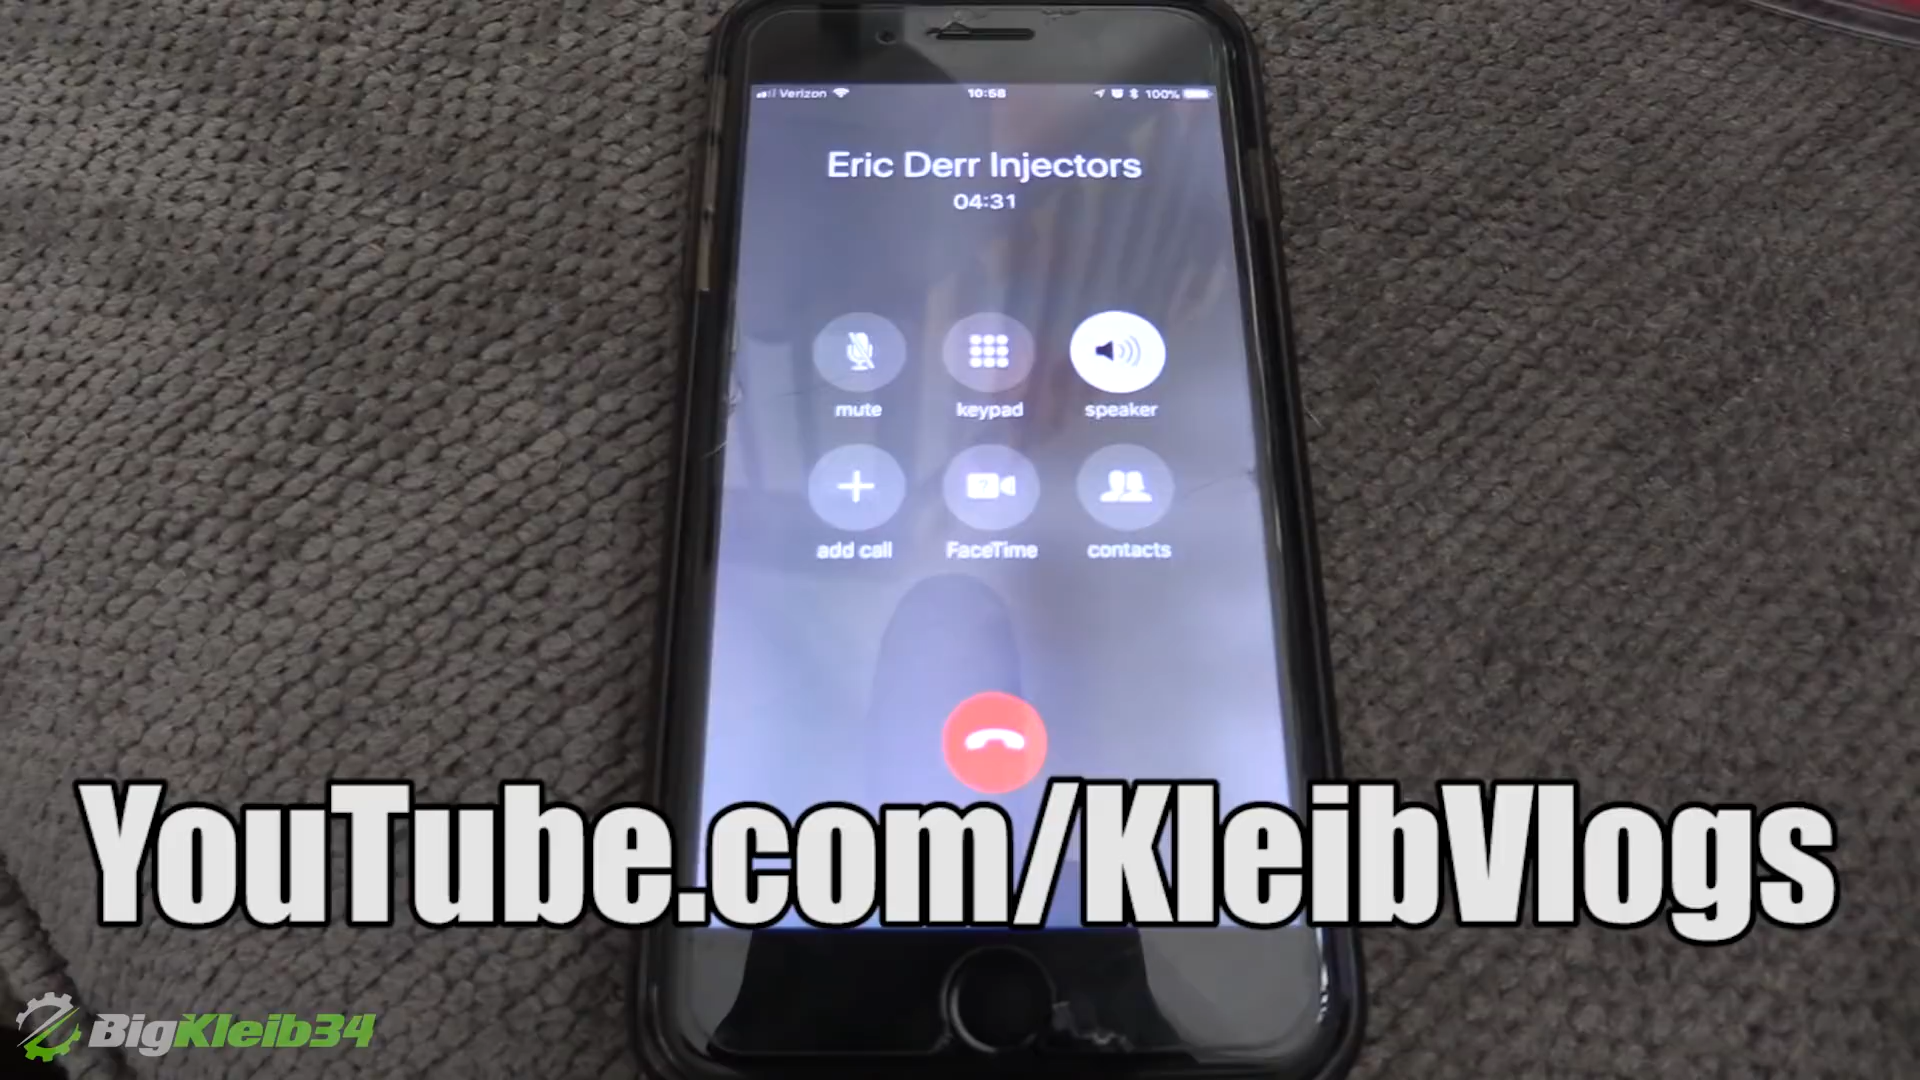 Verizon 10:58 100%
Eric Derr Injectors
04:31
mute keypad speaker
add call FaceTime contacts
YouTube.com/KleibVlogs
BigKleib34